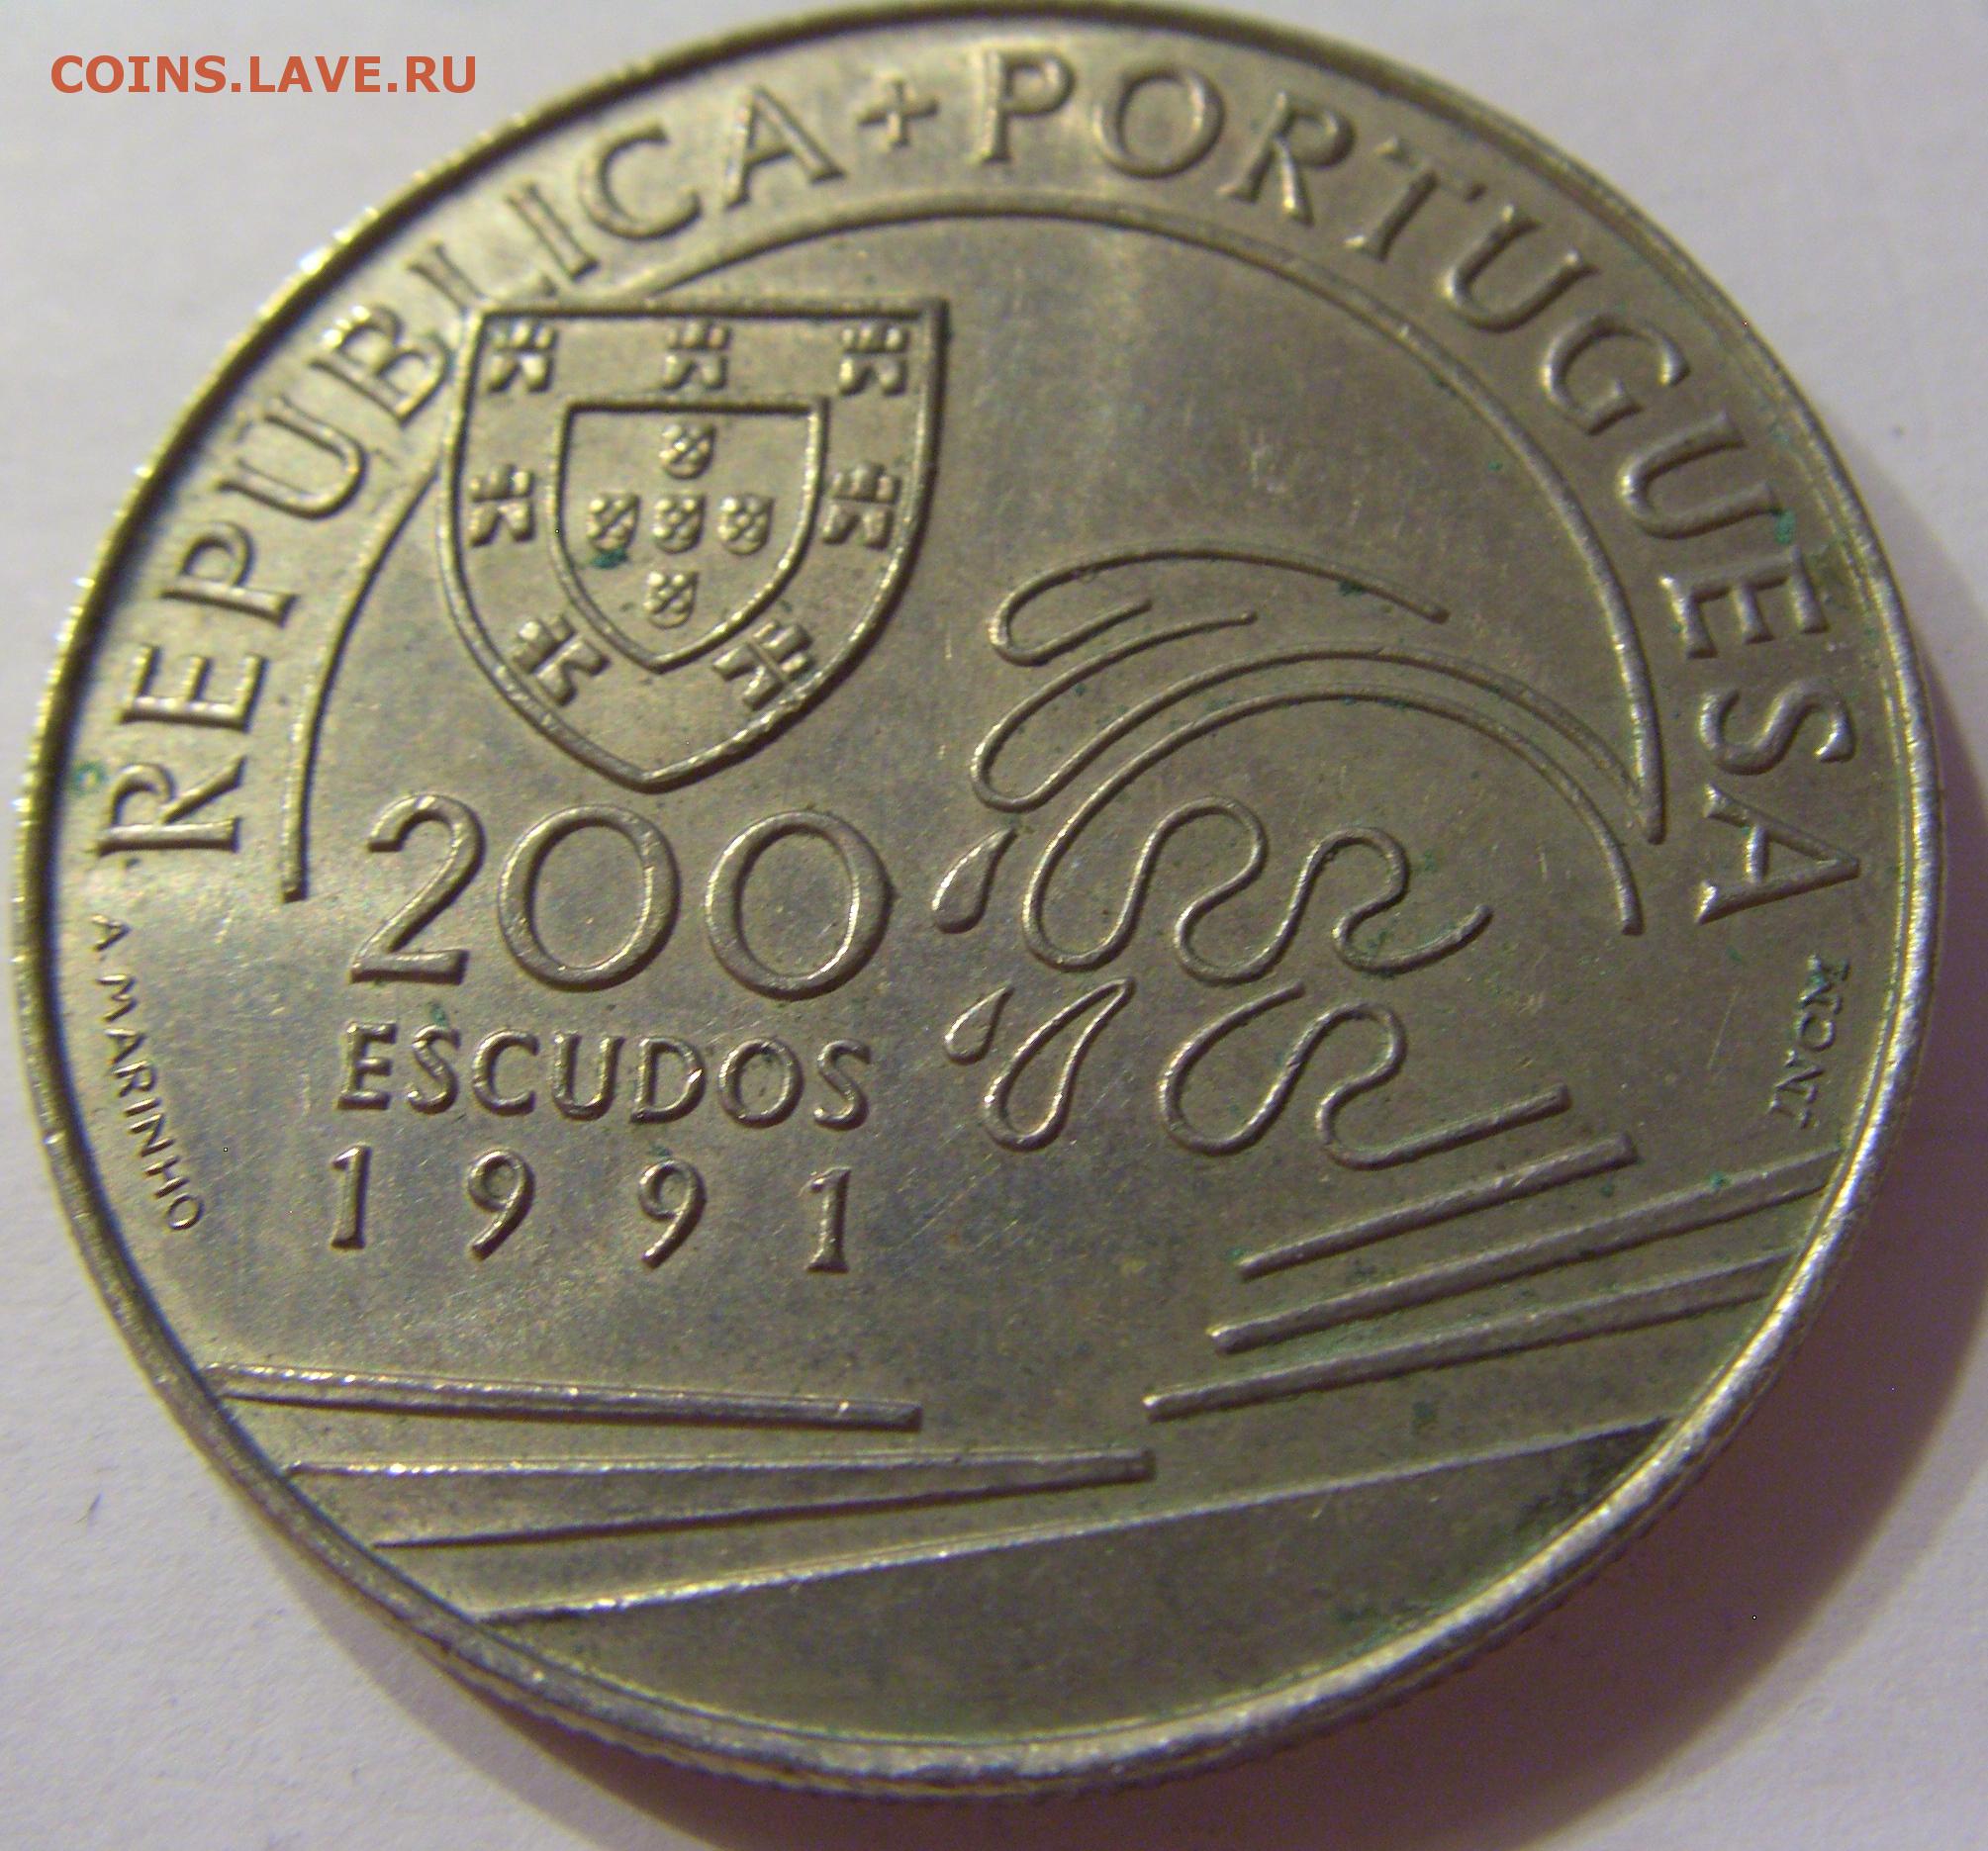 COINS.LAVE.RU
REPUBLICA + PORTUGUESA
200
ESCUDOS
1991
A. MARINHO
INCM